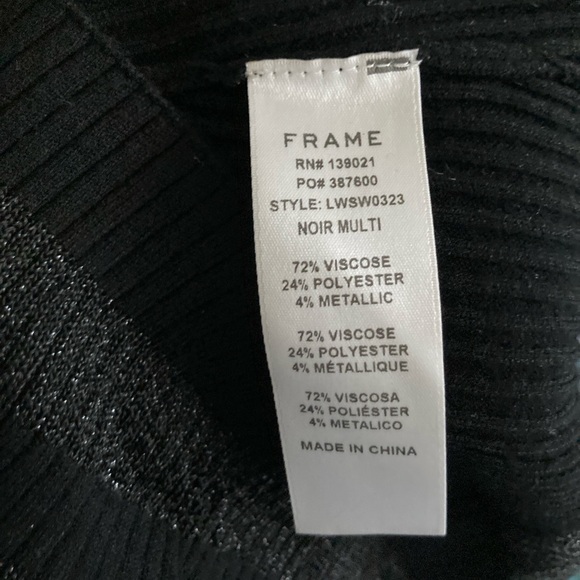 FRAME
RN# 139021
PO# 387600
STYLE: LWSW0323
NOIR MULTI
72% VISCOSE
24% POLYESTER
4% METALLIC
72% VISCOSE
24% POLYESTER
4% MÉTALLIQUE
72% VISCOSA
24% POLIÉSTER
4% METALICO
MADE IN CHINA